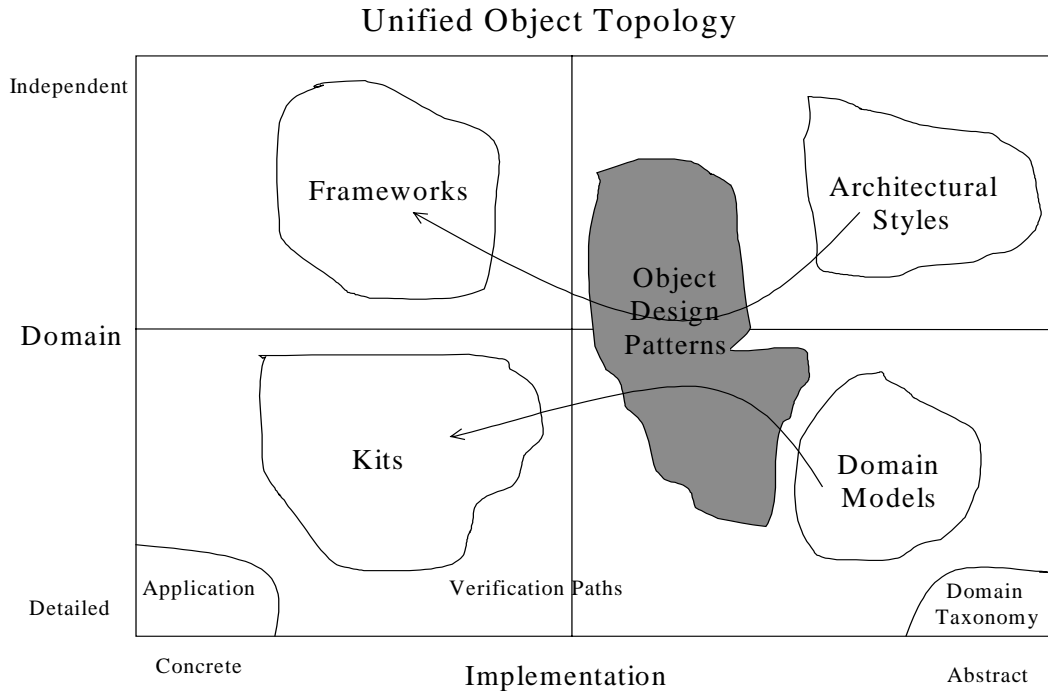 Unified Object Topology
Independent
Frameworks
Architectural
Styles
Object
Design
Patterns
Domain
Kits
Domain
Models
Application
Verification Paths
Domain
Taxonomy
Detailed
Concrete
Implementation
Abstract